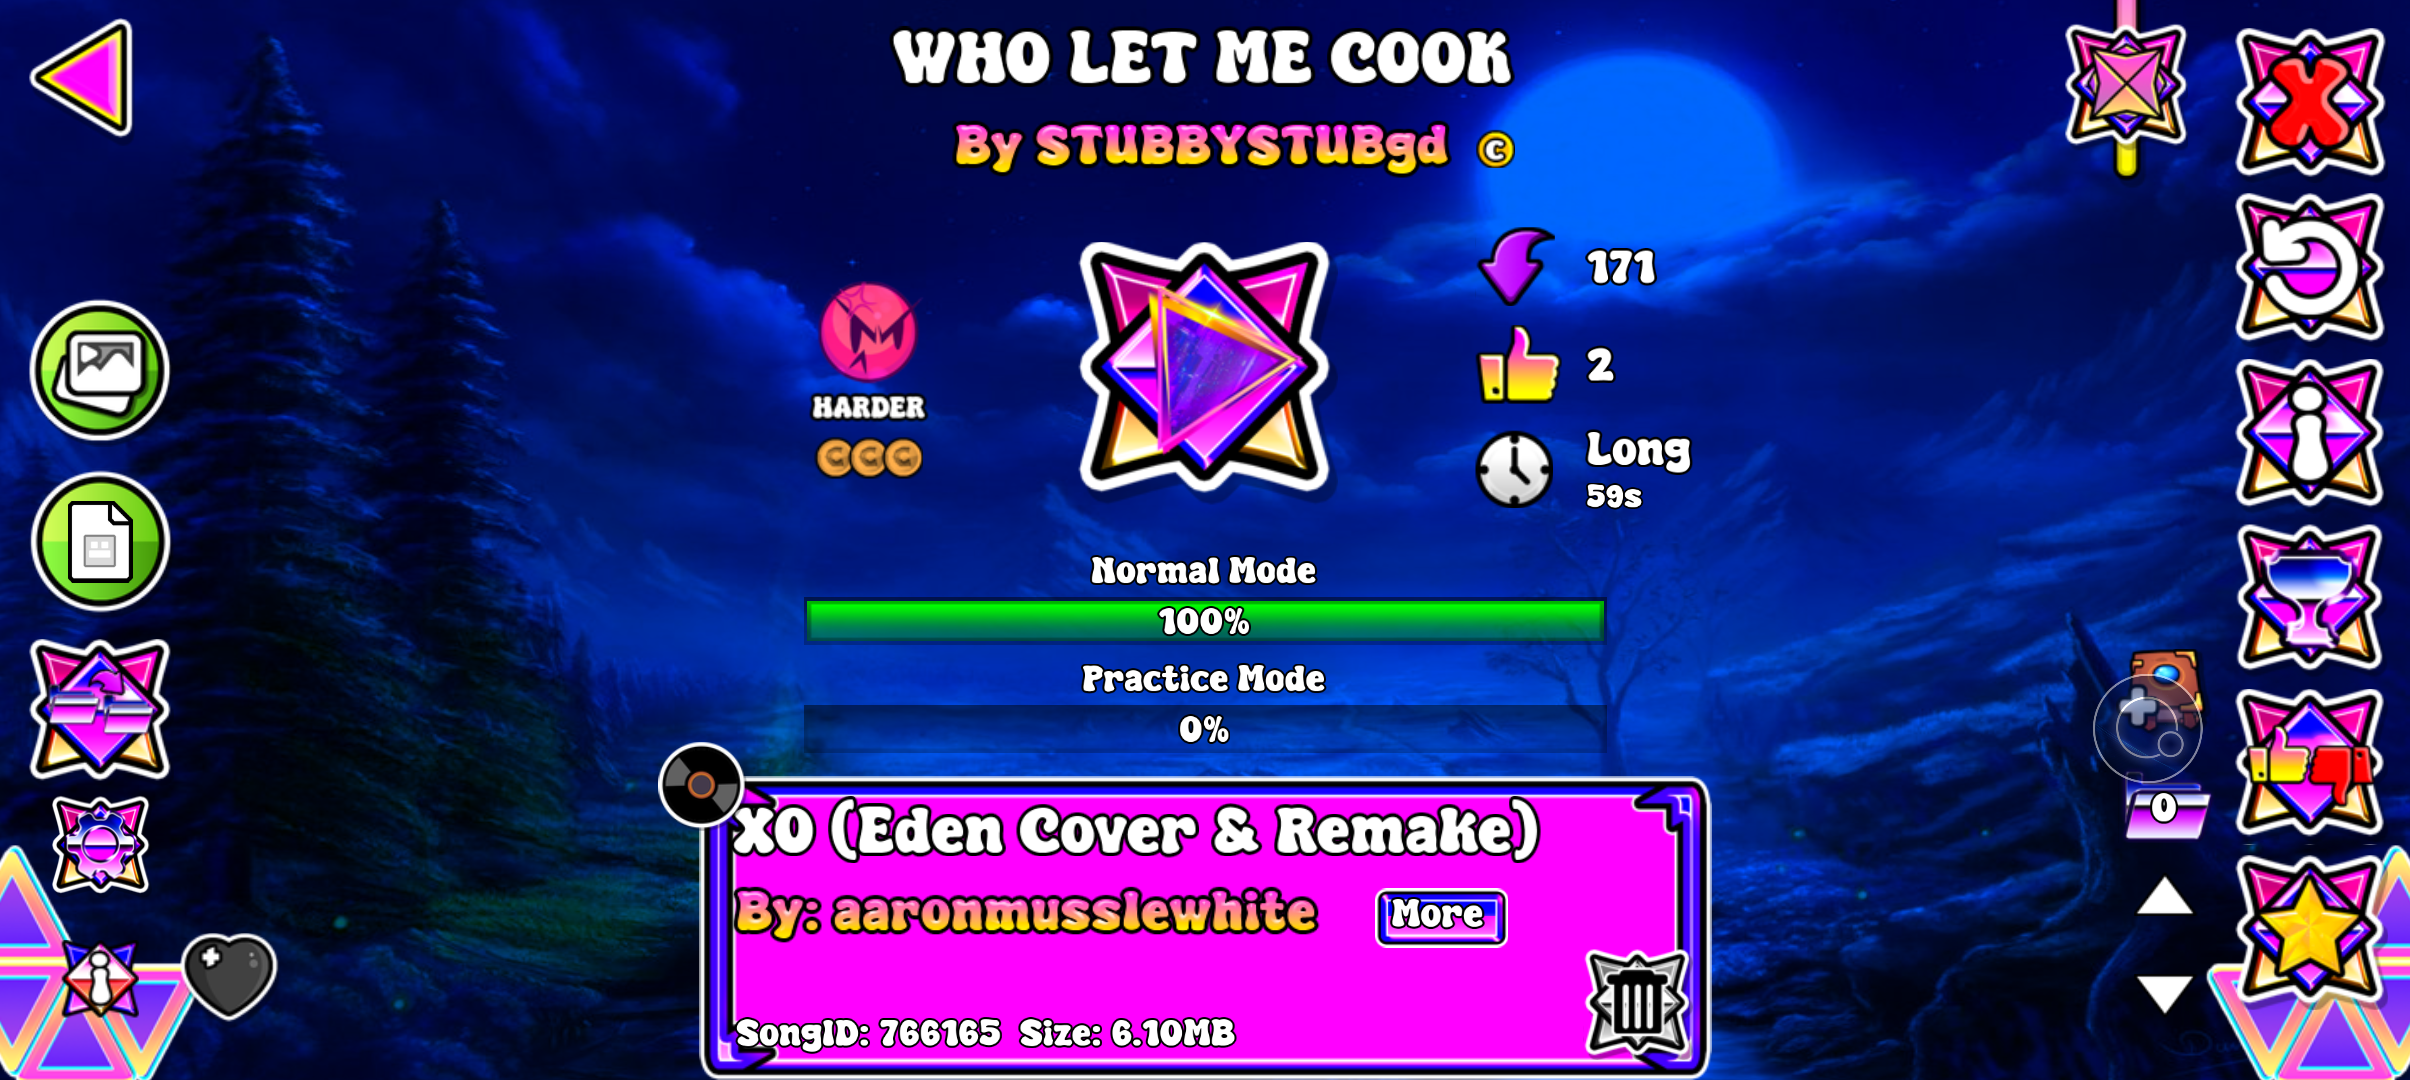 WHO LET ME COOK
By STUBBYSTUBgd
171
2
HARDER
Long
59s
Normal Mode
100%
Practice Mode
0%
0
XO (Eden Cover & Remake)
By: aaronmusslewhite
More
SongID: 766165 Size: 6.10MB